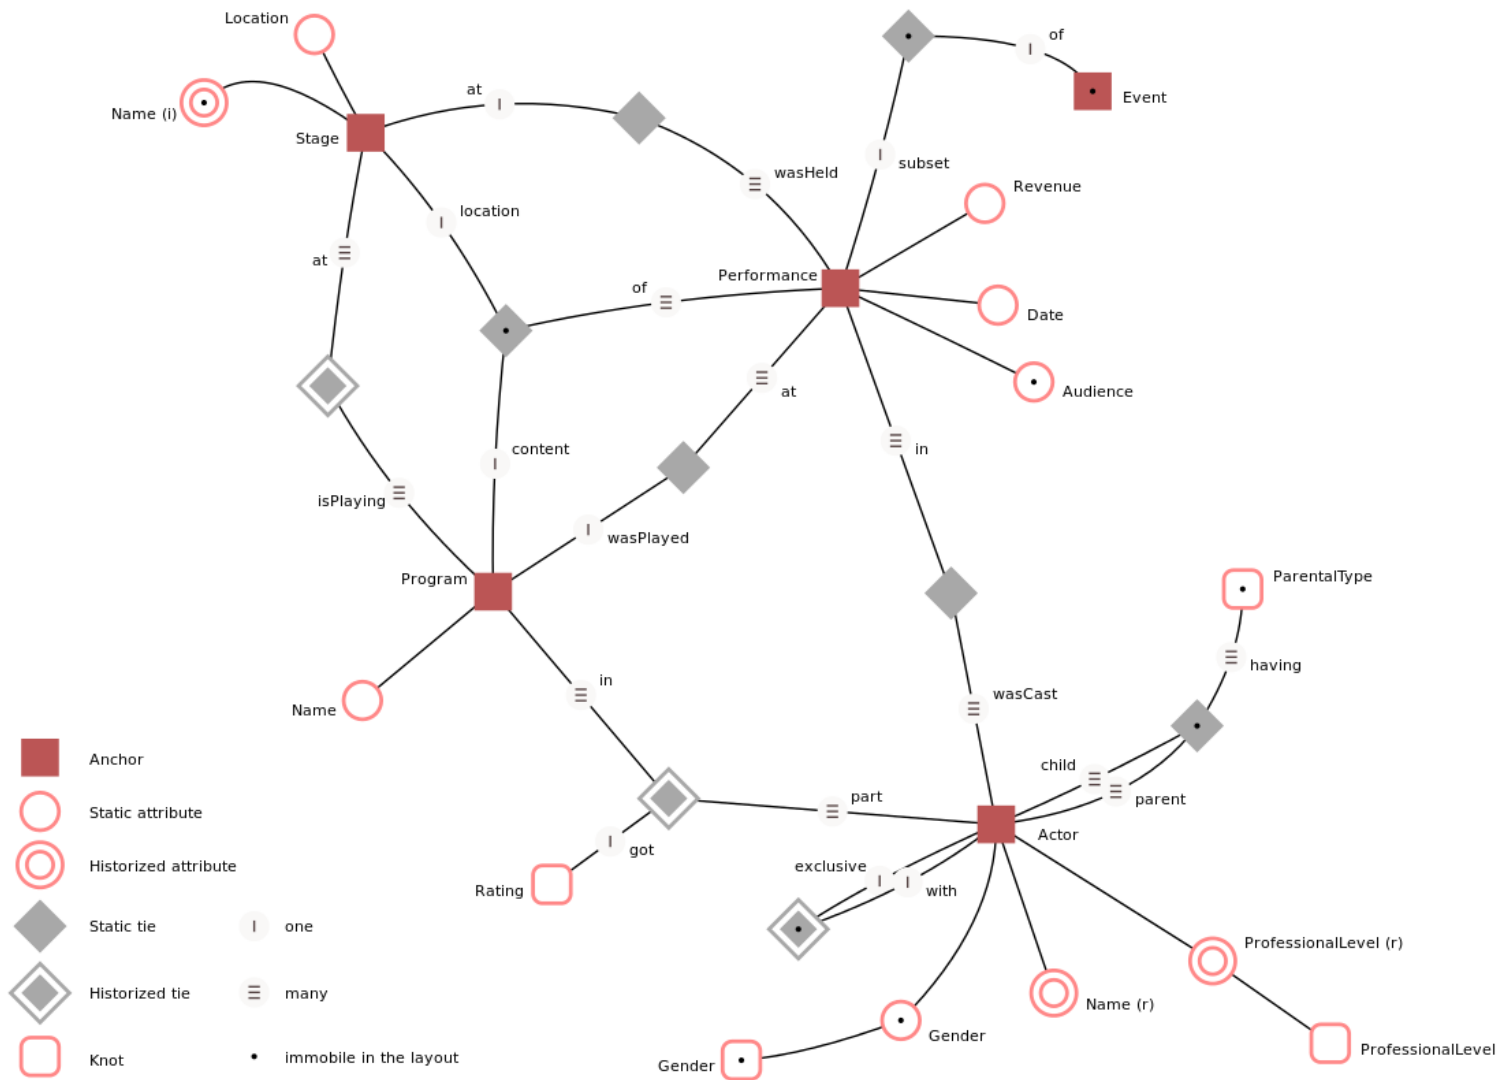 Location
of
at
Event
Name (i)
Stage
subset
wasHeld
Revenue
location
at
Performance
of
Date
at
Audience
in
content
isPlaying
wasPlayed
Program
ParentalType
having
in
wasCast
Name
Anchor
child
part
parent
Static attribute
Actor
got
Historized attribute
exclusive
Rating
with
Static tie
one
ProfessionalLevel (r)
Historized tie
many
Name (r)
Gender
Knot
immobile in the layout
Gender
ProfessionalLevel